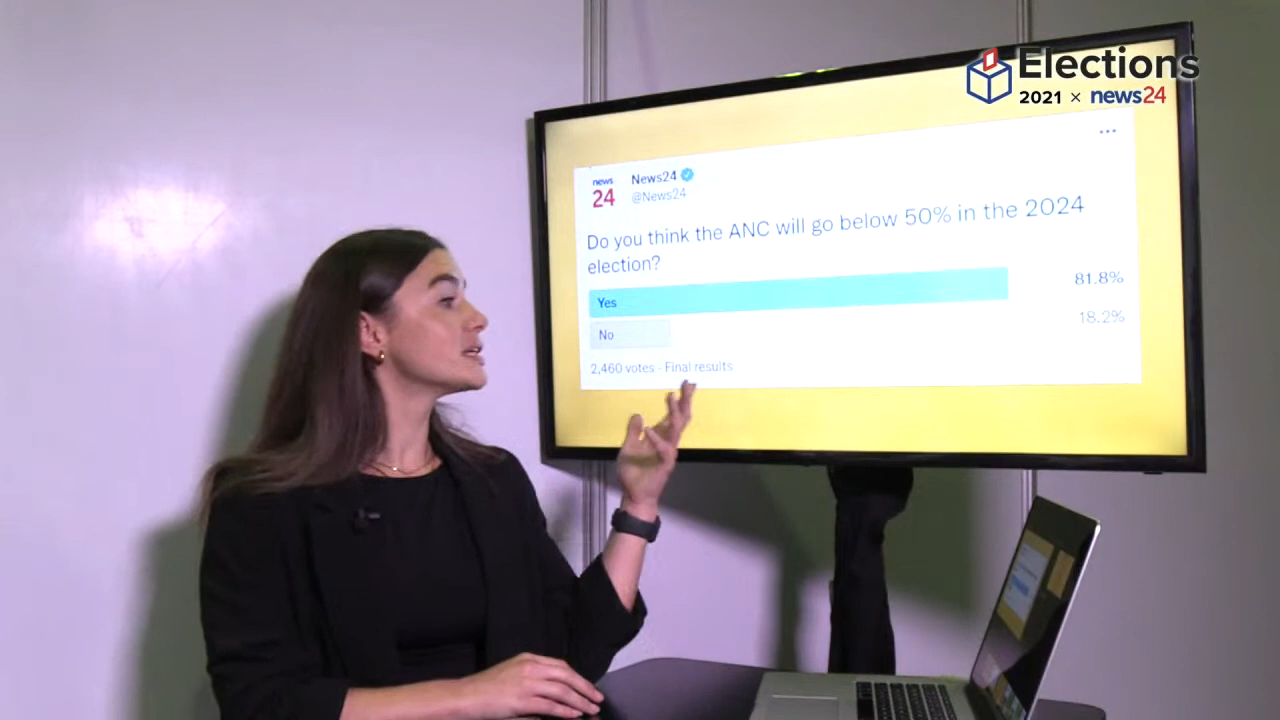 Elections
2021 × news24
news
24
News24
@News24
Do you think the ANC will go below 50% in the 2024
election?
Yes
81.8%
No
18.2%
2,460 votes - Final results